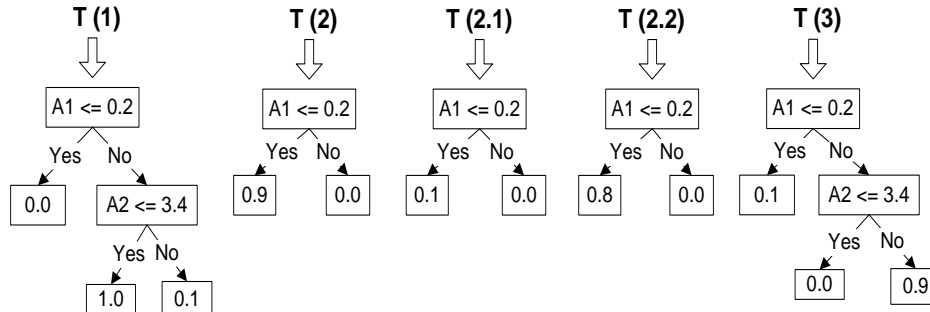 T (1) T (2) T (2.1) T (2.2) T (3)
A1 <= 0.2 A1 <= 0.2 A1 <= 0.2 A1 <= 0.2 A1 <= 0.2
Yes No Yes No Yes No Yes No Yes No
0.0 A2 <= 3.4 0.9 0.0 0.1 0.0 0.8 0.0 0.1 A2 <= 3.4
Yes No Yes No
1.0 0.1 0.0 0.9